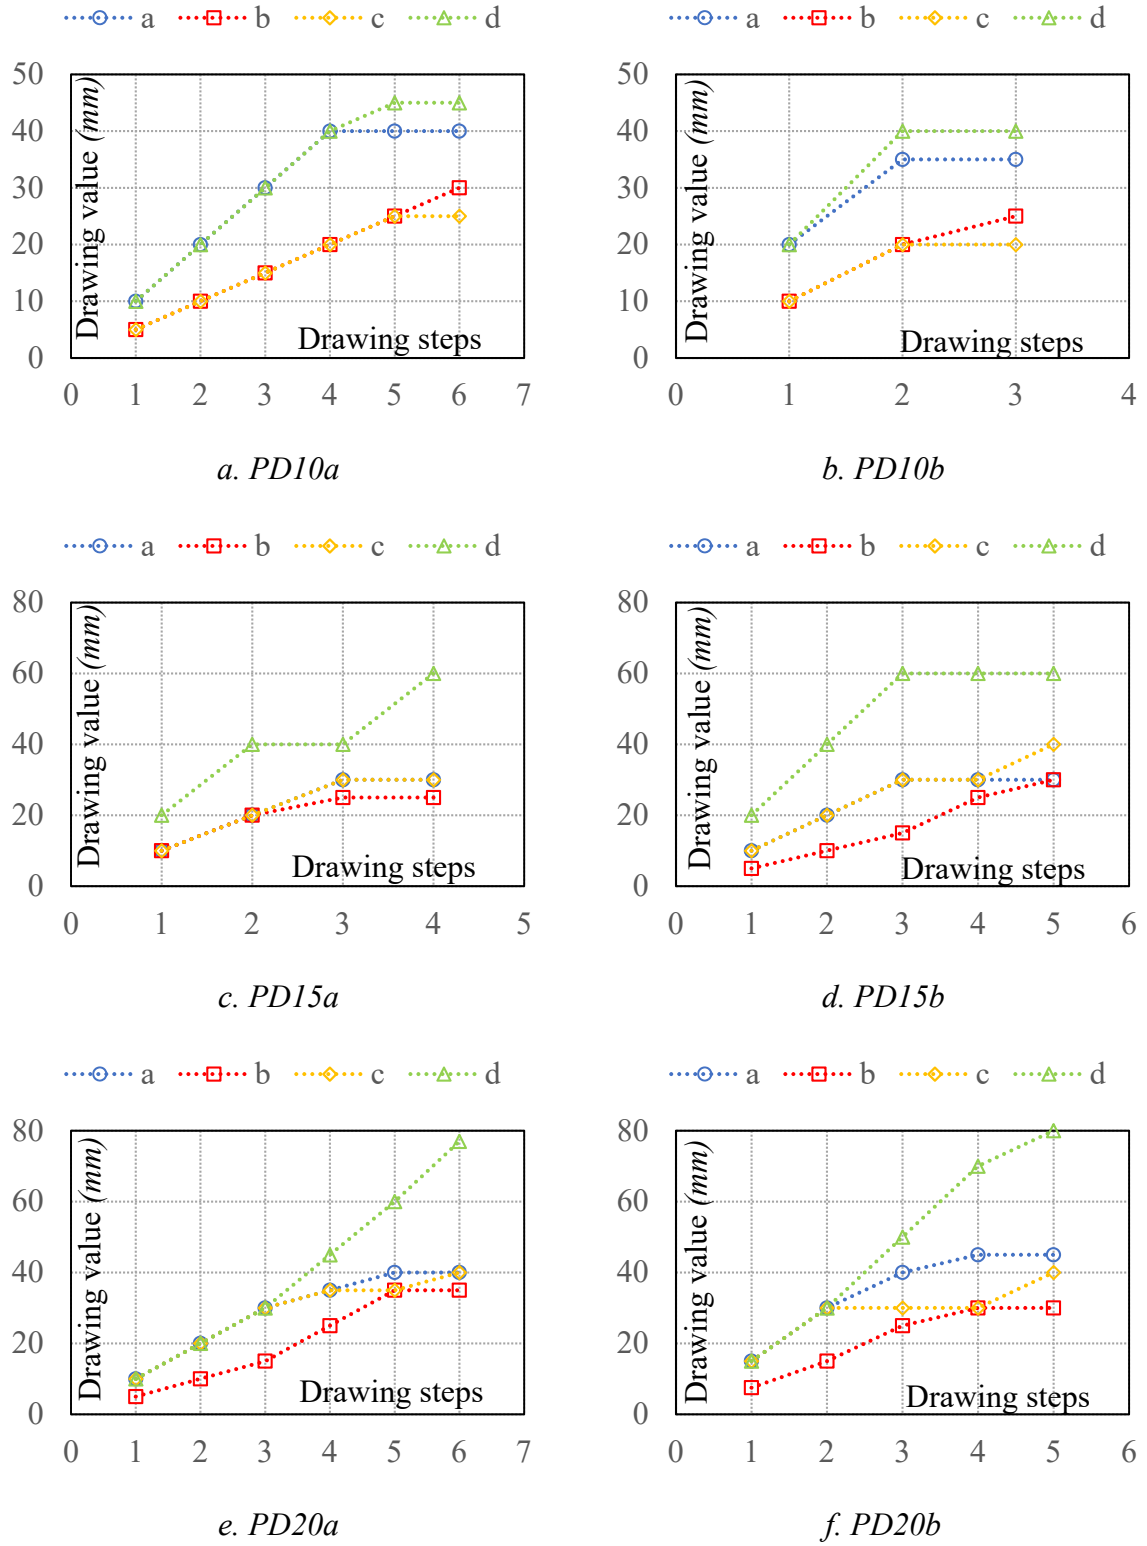 a b c d
a b c d
50
40
30
20
10
0
Drawing value (mm)
Drawing steps
0 1 2 3 4 5 6 7
a. PD10a
50
40
30
20
10
0
Drawing value (mm)
Drawing steps
0 1 2 3 4
b. PD10b
a b c d
a b c d
80
60
40
20
0
Drawing value (mm)
Drawing steps
0 1 2 3 4 5
c. PD15a
80
60
40
20
0
Drawing value (mm)
Drawing steps
0 1 2 3 4 5 6
d. PD15b
a b c d
a b c d
80
60
40
20
0
Drawing value (mm)
Drawing steps
0 1 2 3 4 5 6 7
e. PD20a
80
60
40
20
0
Drawing value (mm)
Drawing steps
0 1 2 3 4 5 6
f. PD20b